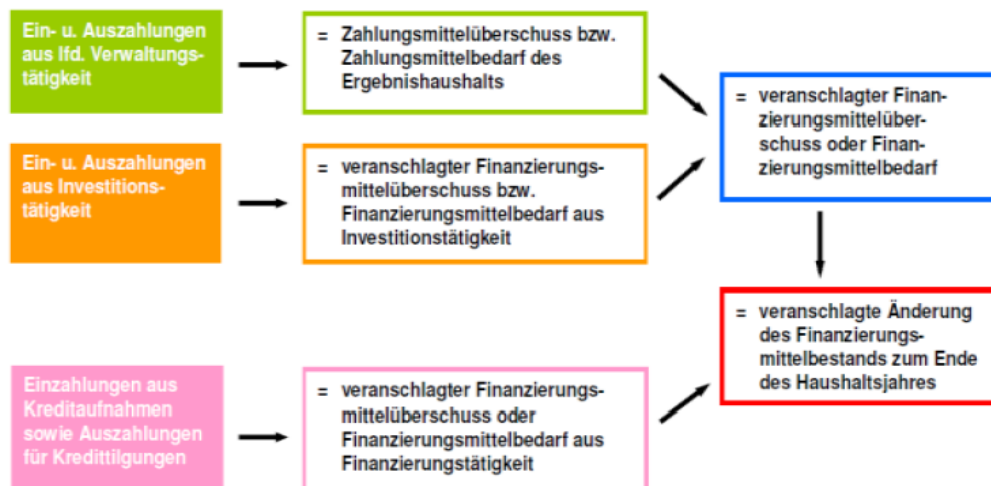 Ein- u. Auszahlungen
aus lfd. Verwaltungs-
tätigkeit
= Zahlungsmittelüberschuss bzw.
Zahlungsmittelbedarf des
Ergebnishaushalts
= veranschlagter Finan-
zierungsmittelüber-
schuss oder Finan-
zierungsmittelbedarf
Ein- u. Auszahlungen
aus Investitions-
tätigkeit
= veranschlagter Finanzierungs-
mittelüberschuss bzw.
Finanzierungsmittelbedarf aus
Investitionstätigkeit
= veranschlagte Änderung
des Finanzierungs-
mittelbestands zum Ende
des Haushaltsjahres
Einzahlungen aus
Kreditaufnahmen
sowie Auszahlungen
für Kredittilgungen
= veranschlagter Finanzierungs-
mittelüberschuss oder
Finanzierungsmittelbedarf aus
Finanzierungstätigkeit